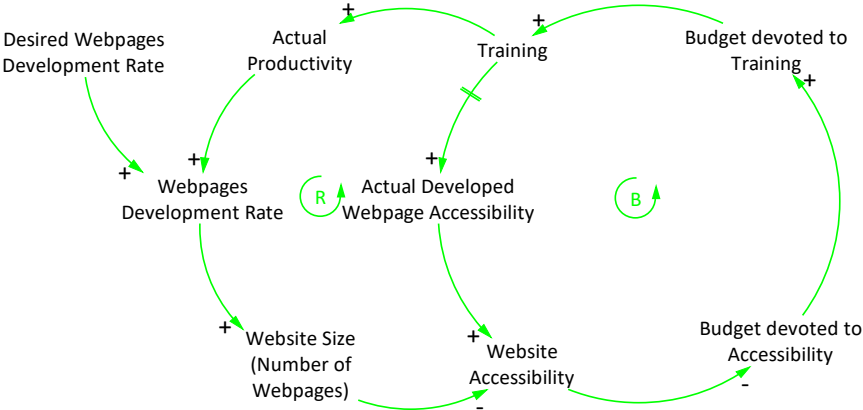 Desired Webpages
Development Rate
Actual
Productivity
+
Training
+
Budget devoted to
Training
+
+
+
Webpages
Development Rate
R
+
Actual Developed
Webpage Accessibility
B
+
Website Size
(Number of
Webpages)
-
+
Website
Accessibility
Budget devoted to
Accessibility
-